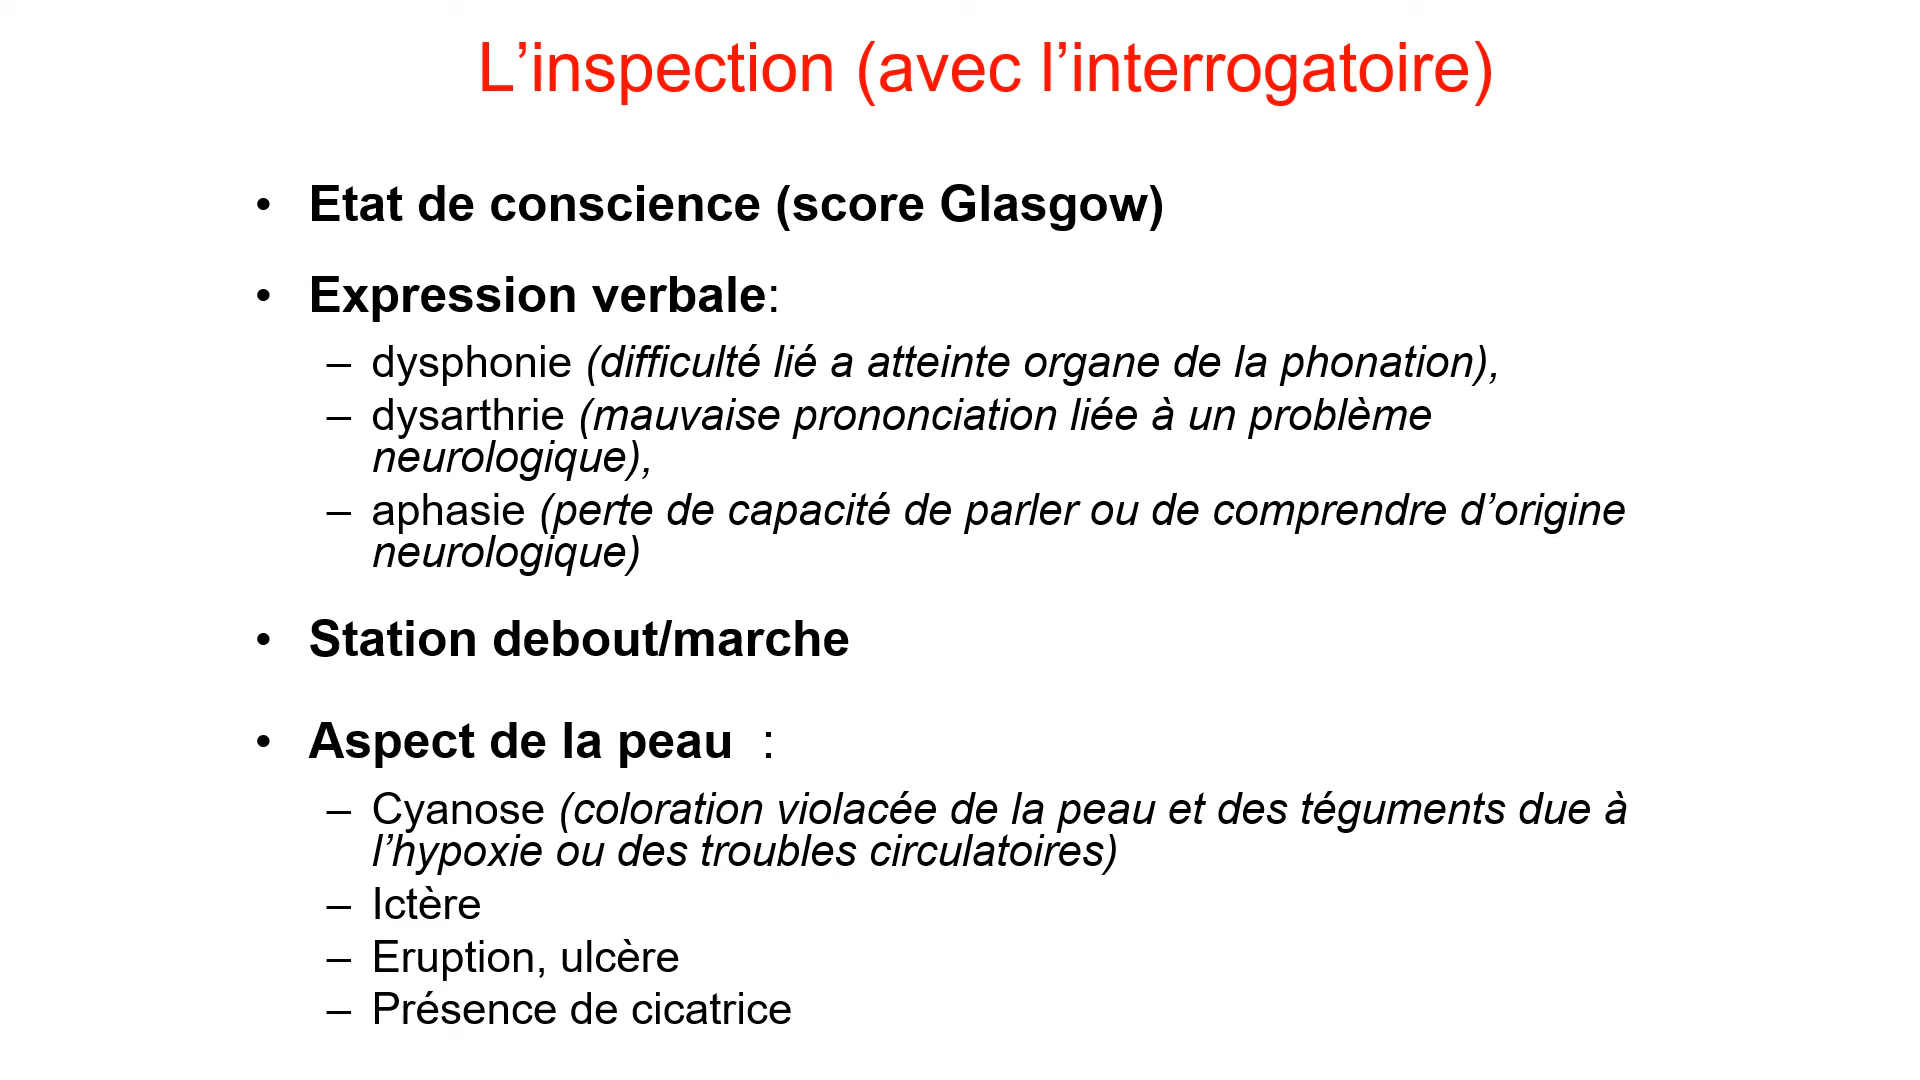 L’inspection (avec l’interrogatoire)
• Etat de conscience (score Glasgow)
• Expression verbale:
– dysphonie (difficulté lié a atteinte organe de la phonation),
– dysarthrie (mauvaise prononciation liée à un problème
neurologique),
– aphasie (perte de capacité de parler ou de comprendre d’origine
neurologique)
• Station debout/marche
• Aspect de la peau :
– Cyanose (coloration violacée de la peau et des téguments due à
l’hypoxie ou des troubles circulatoires)
– Ictère
– Eruption, ulcère
– Présence de cicatrice